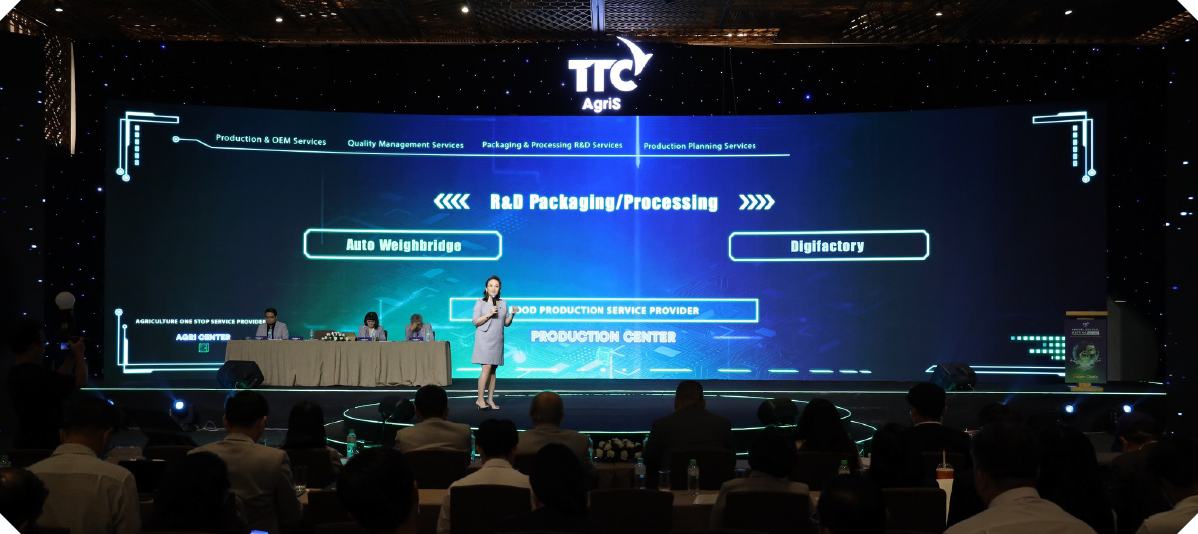 TTC
AgriS
Production & OEM Services
Quality Management Services
Packaging & Processing R&D Services
Production Planning Services
R&D Packaging/Processing
Auto Weighbridge
Digifactory
OOD PRODUCTION SERVICE PROVIDER
PRODUCTION CENTER
AGRICULTURE ONE STOP SERVICE PROVIDER
AGRI CENTER